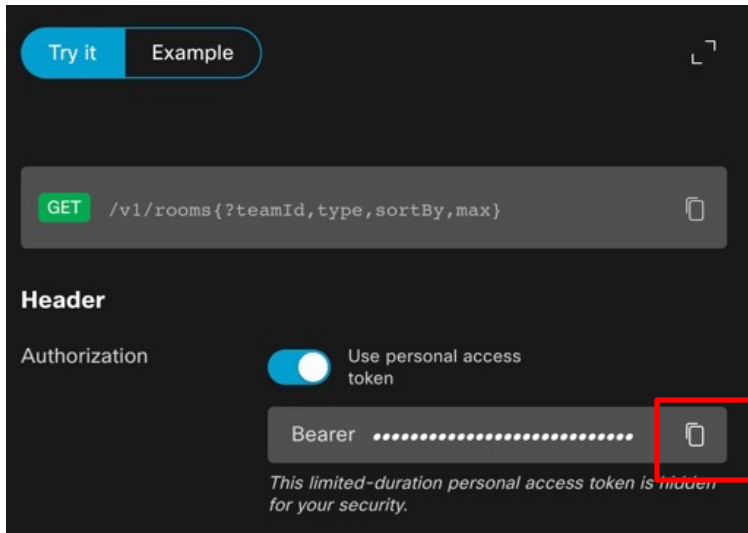 Try it Example
GET /v1/rooms{?teamId,type,sortBy,max}
Header
Authorization
Use personal access
token
Bearer ••••••••••••••••••••••••••••
This limited-duration personal access token is hidden
for your security.